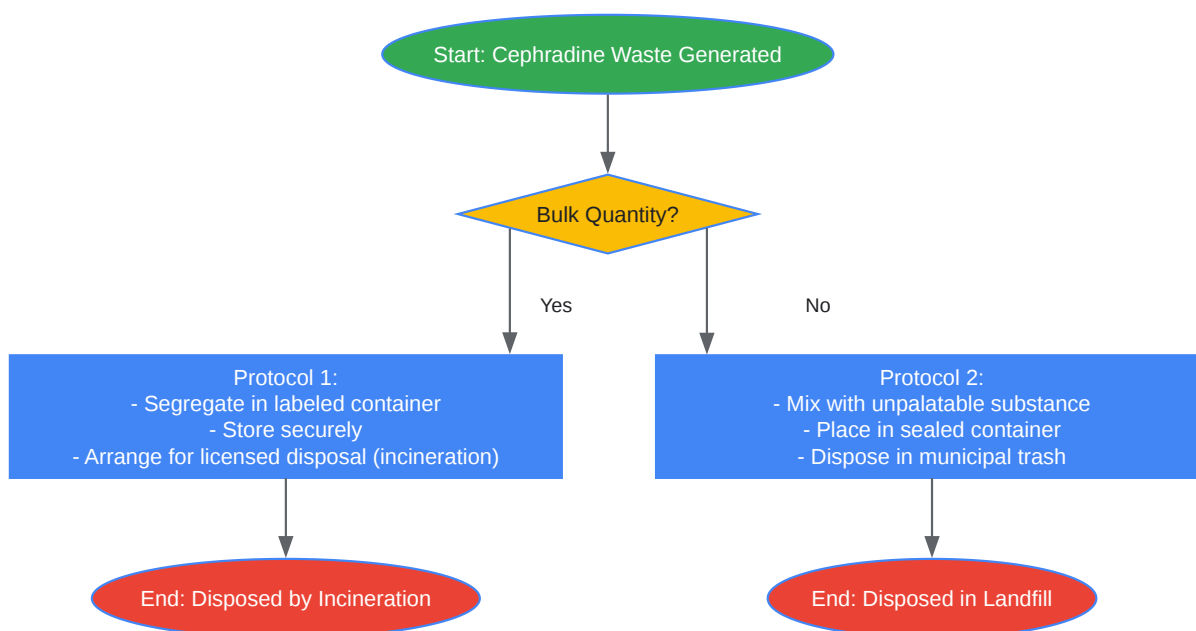 Start: Cephradine Waste Generated
Bulk Quantity?
Yes
No
Protocol 1:
- Segregate in labeled container
- Store securely
- Arrange for licensed disposal (incineration)
Protocol 2:
- Mix with unpalatable substance
- Place in sealed container
- Dispose in municipal trash
End: Disposed by Incineration
End: Disposed in Landfill